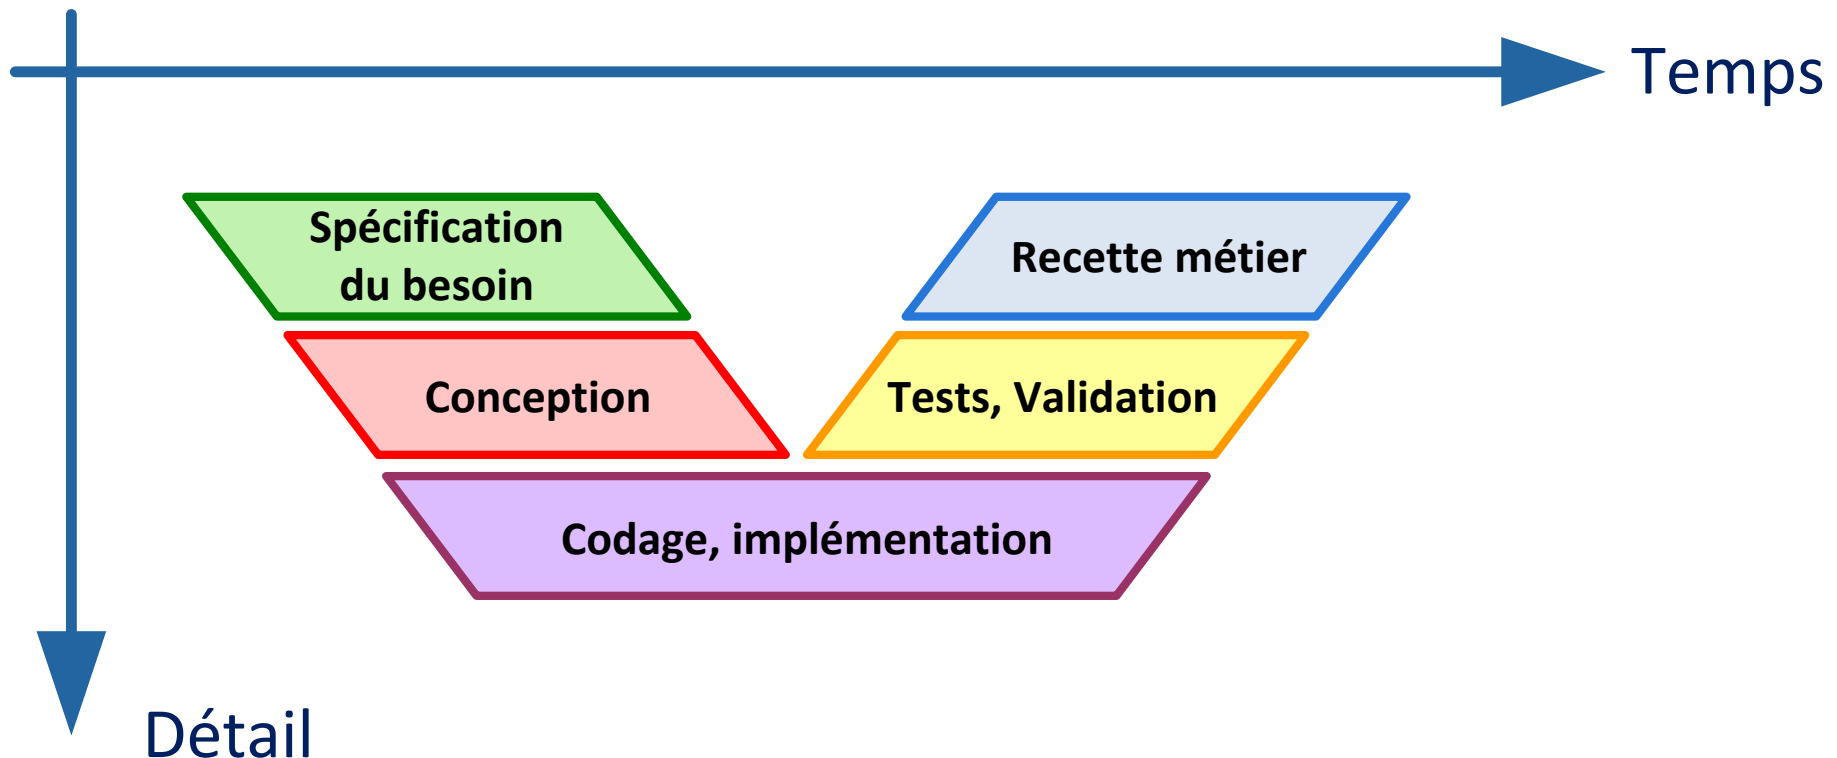 Temps
Spécification
du besoin
Recette métier
Conception
Tests, Validation
Codage, implémentation
Détail